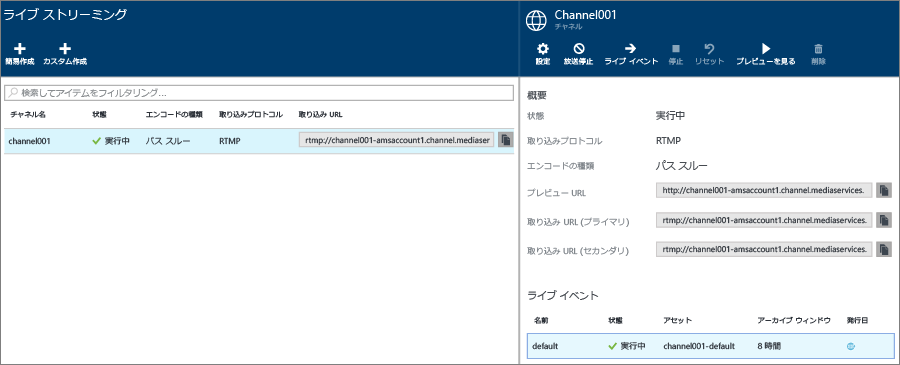 ライブ ストリーミング
簡易作成 カスタム作成
検索してアイテムをフィルタリング...
チャネル名 状態 エンコードの種類 取り込みプロトコル 取り込み URL
channel001 実行中 パス スルー RTMP rtmp://channel001-amsaccount1.channel.mediaser
Channel001
チャネル
設定 放送停止 ライブ イベント 停止 リセット プレビューを見る 削除
概要
状態 実行中
取り込みプロトコル RTMP
エンコードの種類 パス スルー
プレビュー URL http://channel001-amsaccount1.channel.mediaservices.
取り込み URL (プライマリ) rtmp://channel001-amsaccount1.channel.mediaservices.
取り込み URL (セカンダリ) rtmp://channel001-amsaccount1.channel.mediaservices.
ライブ イベント
名前 状態 アセット アーカイブ ウィンドウ 発行日
default 実行中 channel001-default 8 時間